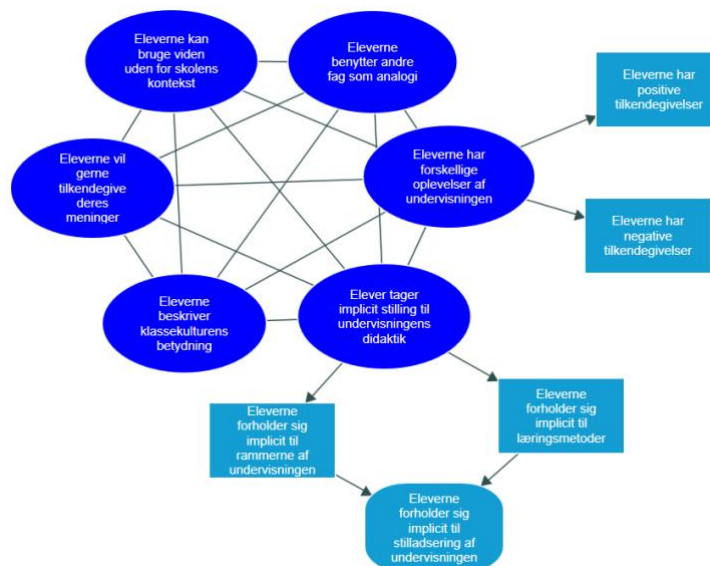 Eleverne kan
bruge viden
uden for skolens
kontekst
Eleverne
benytter andre
fag som analogi
Eleverne har
positive
tilkendegivelser
Eleverne vil
gerne
tilkendegive
deres
meninger
Eleverne har
forskellige
oplevelser af
undervisningen
Eleverne har
negative
tilkendegivelser
Eleverne
beskriver
klassekulturens
betydning
Elever tager
implicit stilling til
undervisningens
didaktik
Eleverne
forholder sig
implicit til
rammerne af
undervisningen
Eleverne
forholder sig
implicit til
læringsmetoder
Eleverne
forholder sig
implicit til
stilladsering af
undervisningen